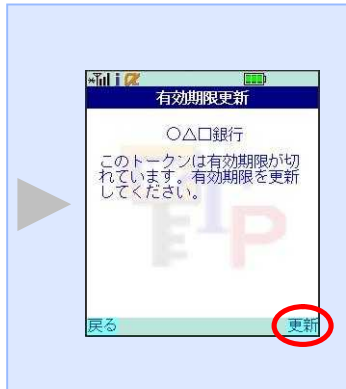 有効期限更新
○△□銀行
このトークンは有効期限が切
れています。有効期限を更新
してください。
戻る 更新